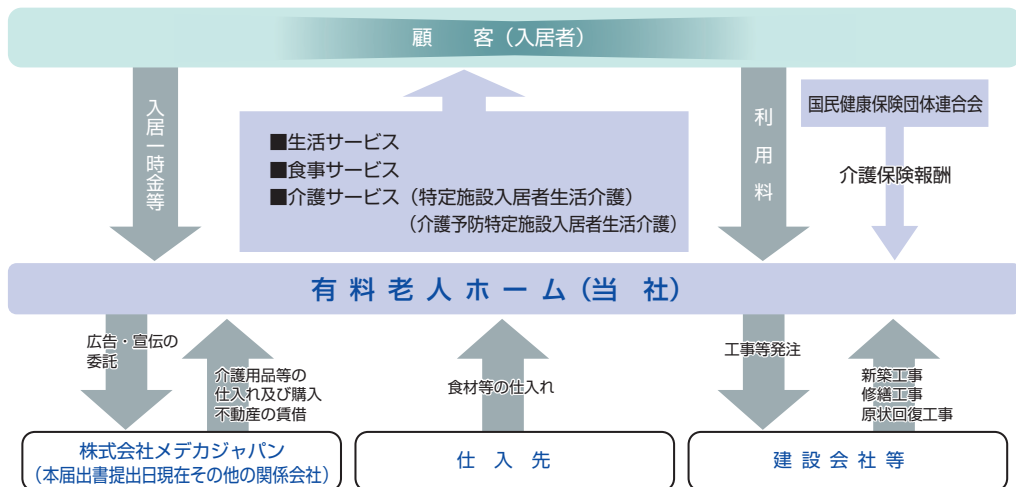 顧　客（入居者）
入居一時金等
■生活サービス
■食事サービス
■介護サービス（特定施設入居者生活介護）
（介護予防特定施設入居者生活介護）
利用料
国民健康保険団体連合会
介護保険報酬
有料老人ホーム（当　社）
広告・宣伝の
委託
介護用品等の
仕入れ及び購入
不動産の賃借
食材等の仕入れ
工事等発注
新築工事
修繕工事
原状回復工事
株式会社メデカジャパン
（本届出書提出日現在その他の関係会社）
仕入先
建設会社等